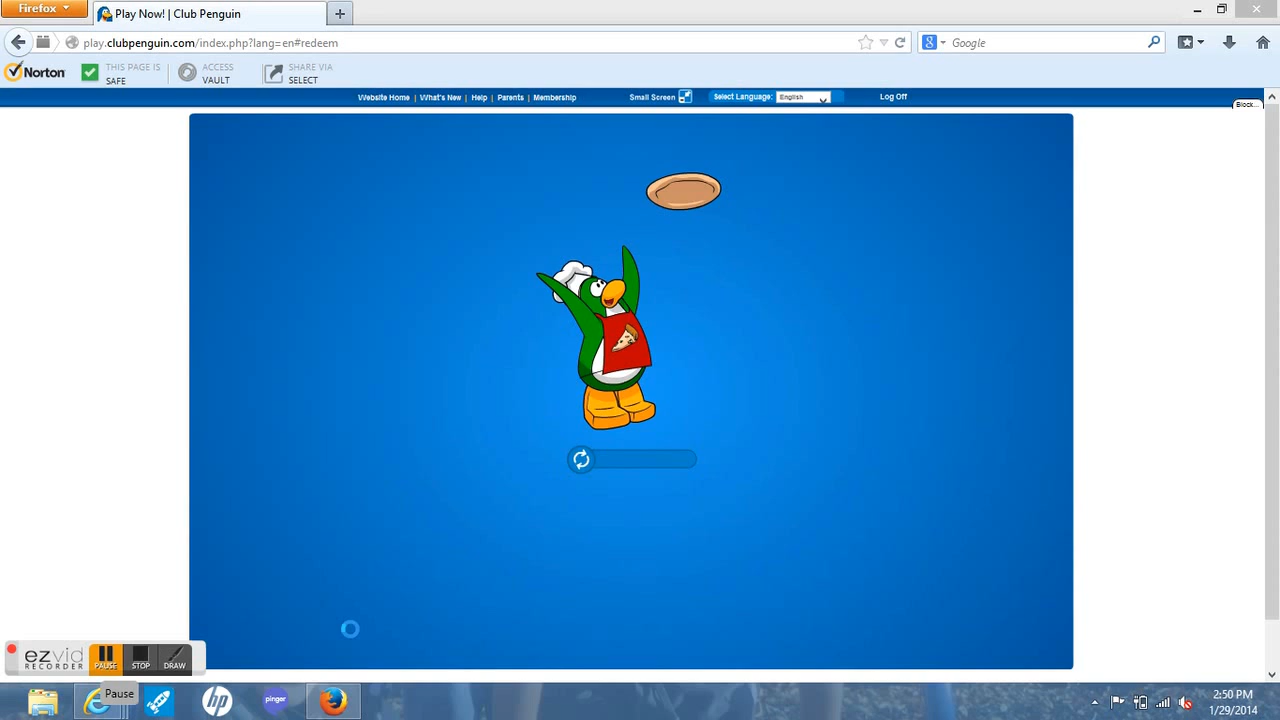 Firefox
Play Now! | Club Penguin
play.clubpenguin.com/index.php?lang=en#redeem
Google
Norton
THIS PAGE IS
SAFE
ACCESS
VAULT
SHARE VIA
SELECT
Website Home | What's New | Help | Parents | Membership
Small Screen
Select Language:
English
Log Off
Block...
ezvid
RECORDER
PAUSE
STOP
DRAW
Pause
hp
pinger
2:50 PM
1/29/2014